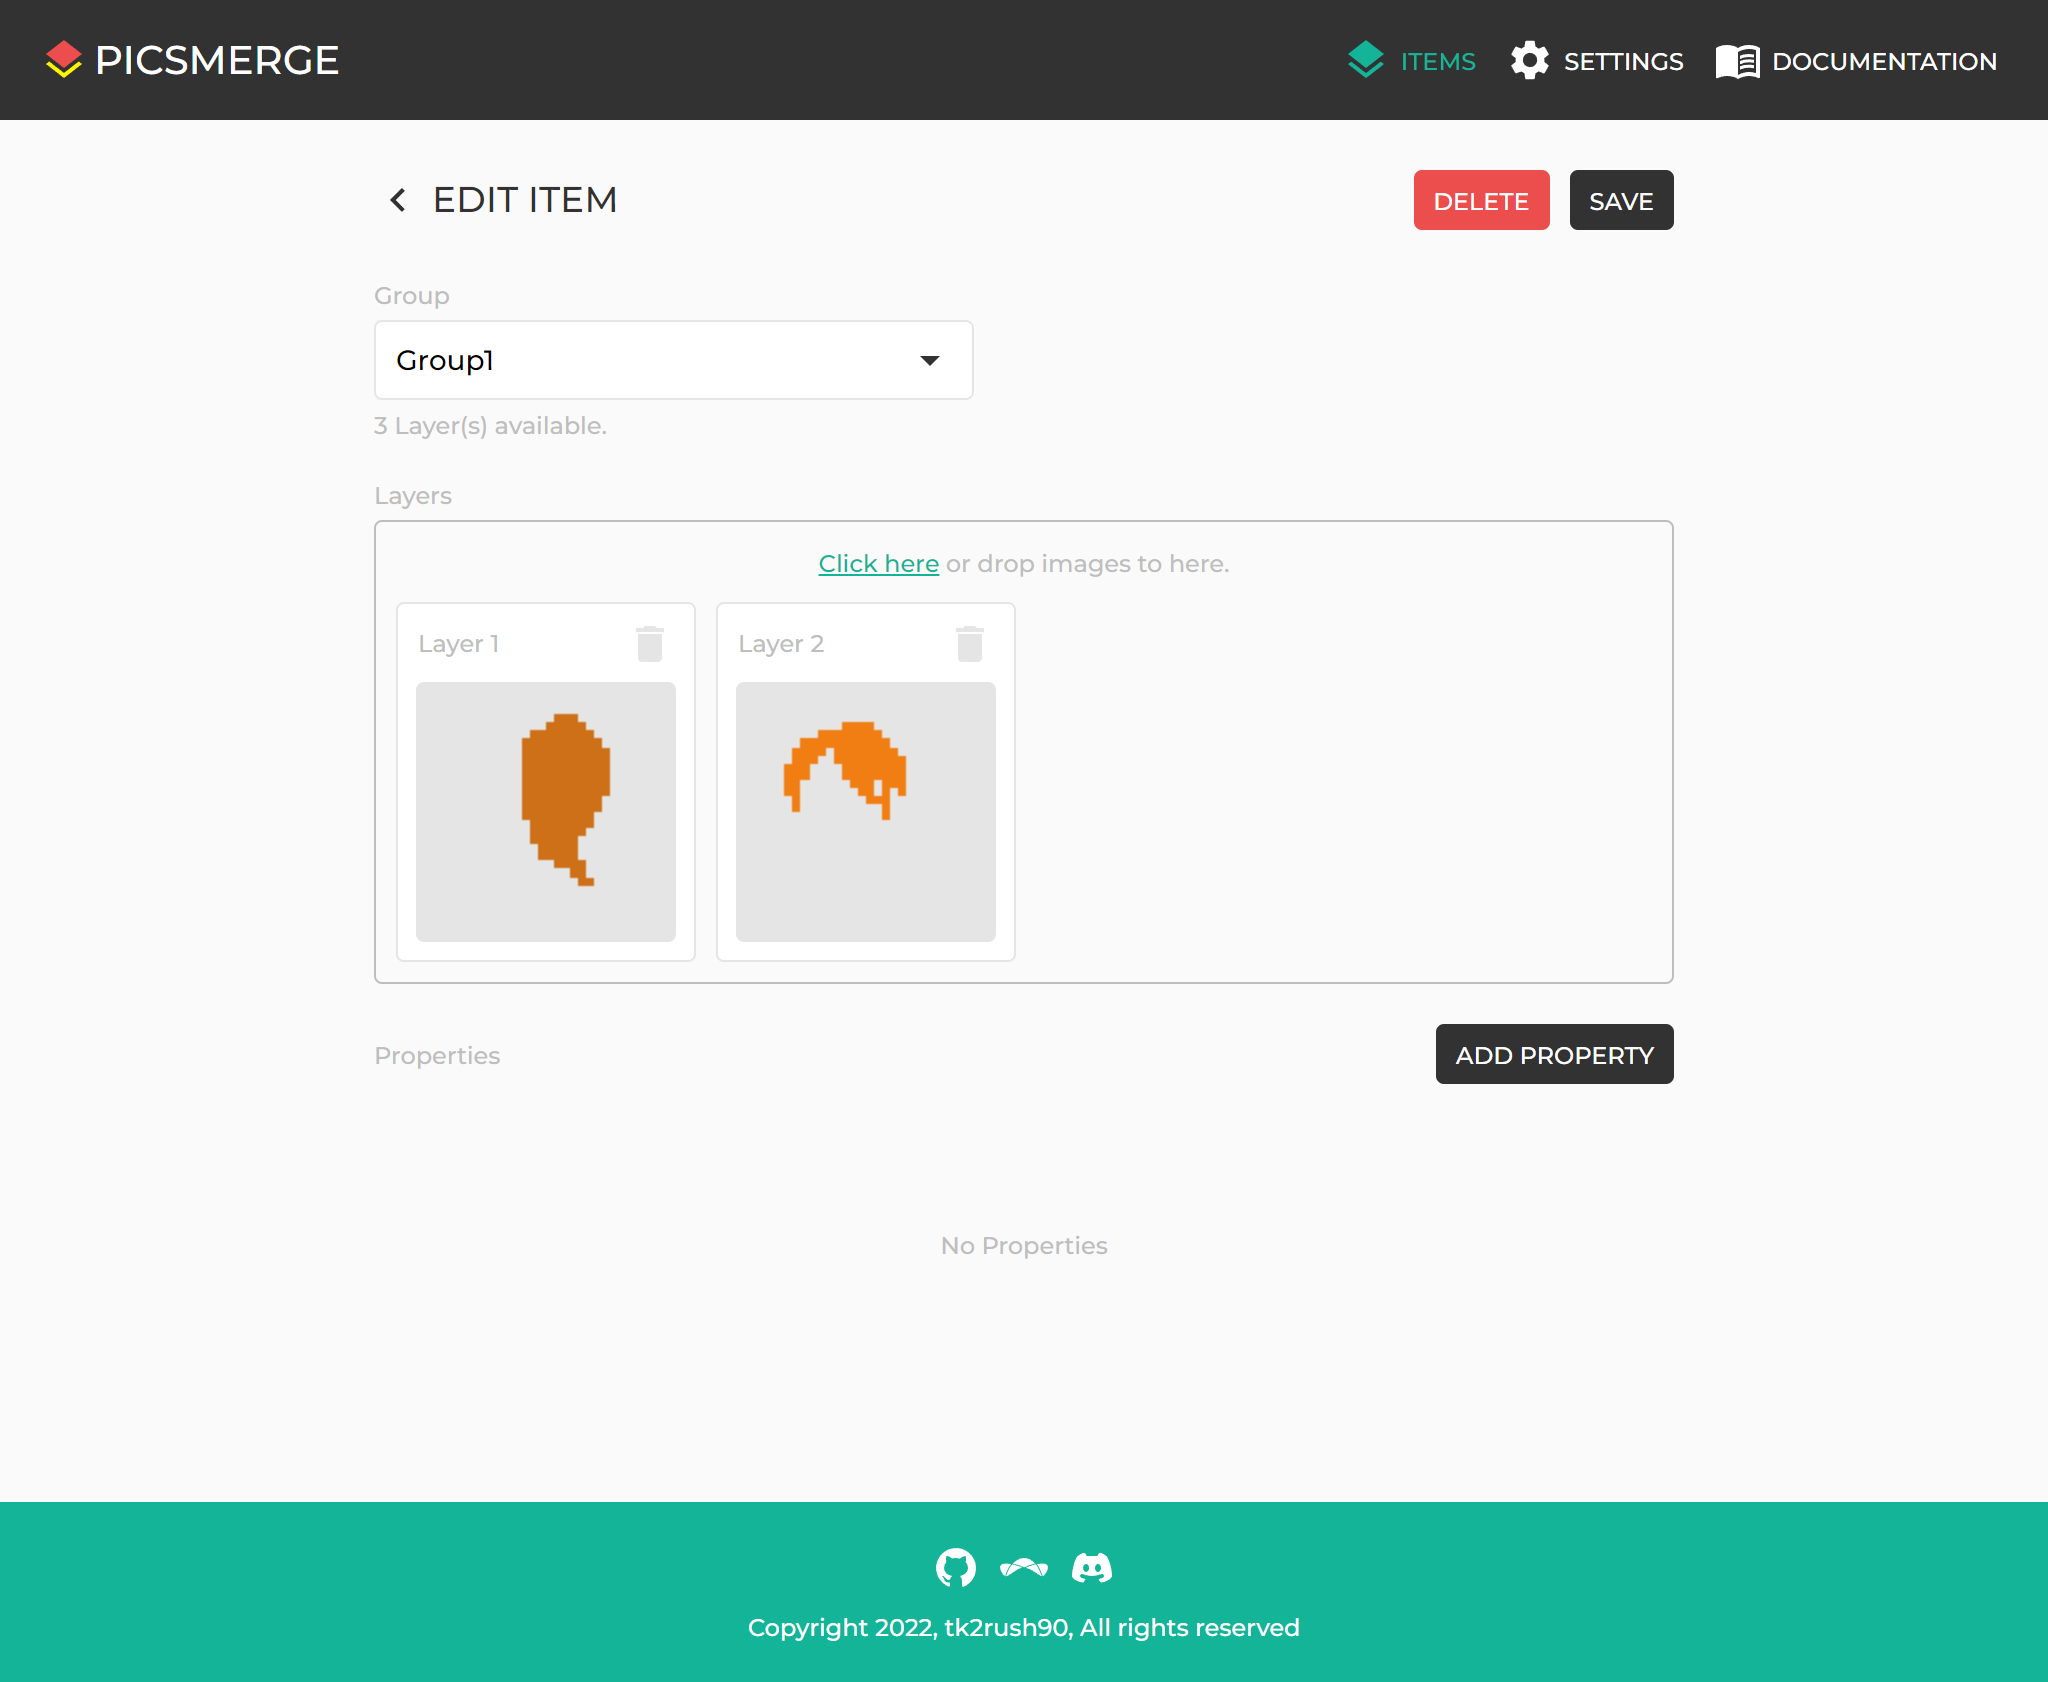 PICSMERGE
ITEMS
SETTINGS
DOCUMENTATION
EDIT ITEM
DELETE
SAVE
Group
Group1
3 Layer(s) available.
Layers
Click here or drop images to here.
Layer 1
Layer 2
Properties
ADD PROPERTY
No Properties
Copyright 2022, tk2rush90, All rights reserved